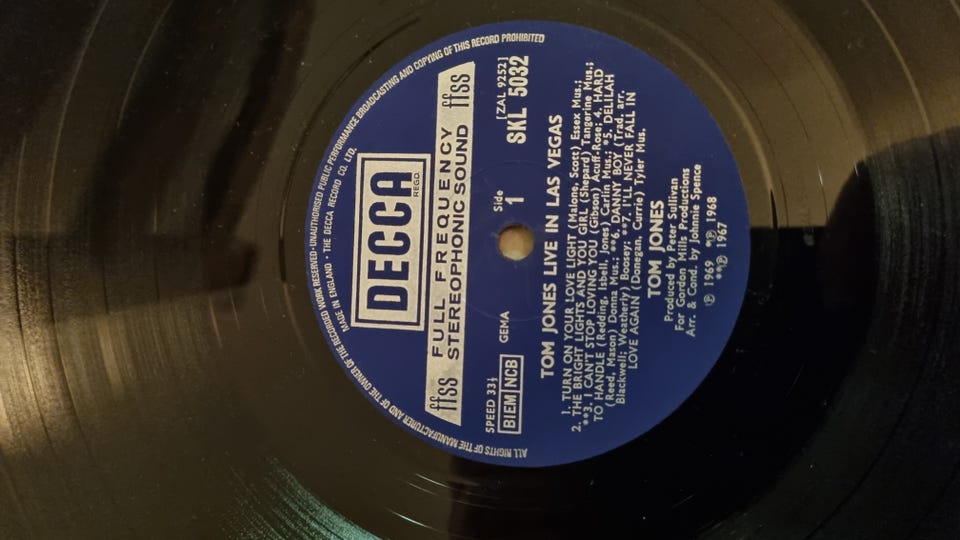 ALL RIGHTS OF THE MANUFACTURER AND OF THE OWNER OF THE RECORDED WORK RESERVED · UNAUTHORISED PUBLIC PERFORMANCE BROADCASTING AND COPYING OF THIS RECORD PROHIBITED
MADE IN ENGLAND · THE DECCA RECORD CO. LTD.
DECCA
REGD.
ffss FULL FREQUENCY ffss
STEREOPHONIC SOUND
SPEED 33⅓
BIEM NCB
GEMA
Side
1
[ZAL 9252]
SKL 5032
TOM JONES LIVE IN LAS VEGAS
1. TURN ON YOUR LOVE LIGHT (Malone, Scott) Essex Mus.;
2. THE BRIGHT LIGHTS AND YOU GIRL (Shepard) Tangerine Mus.;
**3. I CAN'T STOP LOVING YOU (Gibson) Acuff-Rose; 4. HARD
TO HANDLE (Redding, Isbell, Jones) Carlin Mus.; *5. DELILAH
(Reed, Mason) Donna Mus.; **6. DANNY BOY (Trad. arr.
Blackwell; Weatherly) Boosey; **7. I'LL NEVER FALL IN
LOVE AGAIN (Donegan, Currie) Tyler Mus.
TOM JONES
Produced by Peter Sullivan
For Gordon Mills Productions
Arr. & Cond. by Johnnie Spence
℗ 1969 *℗ 1968
**℗ 1967